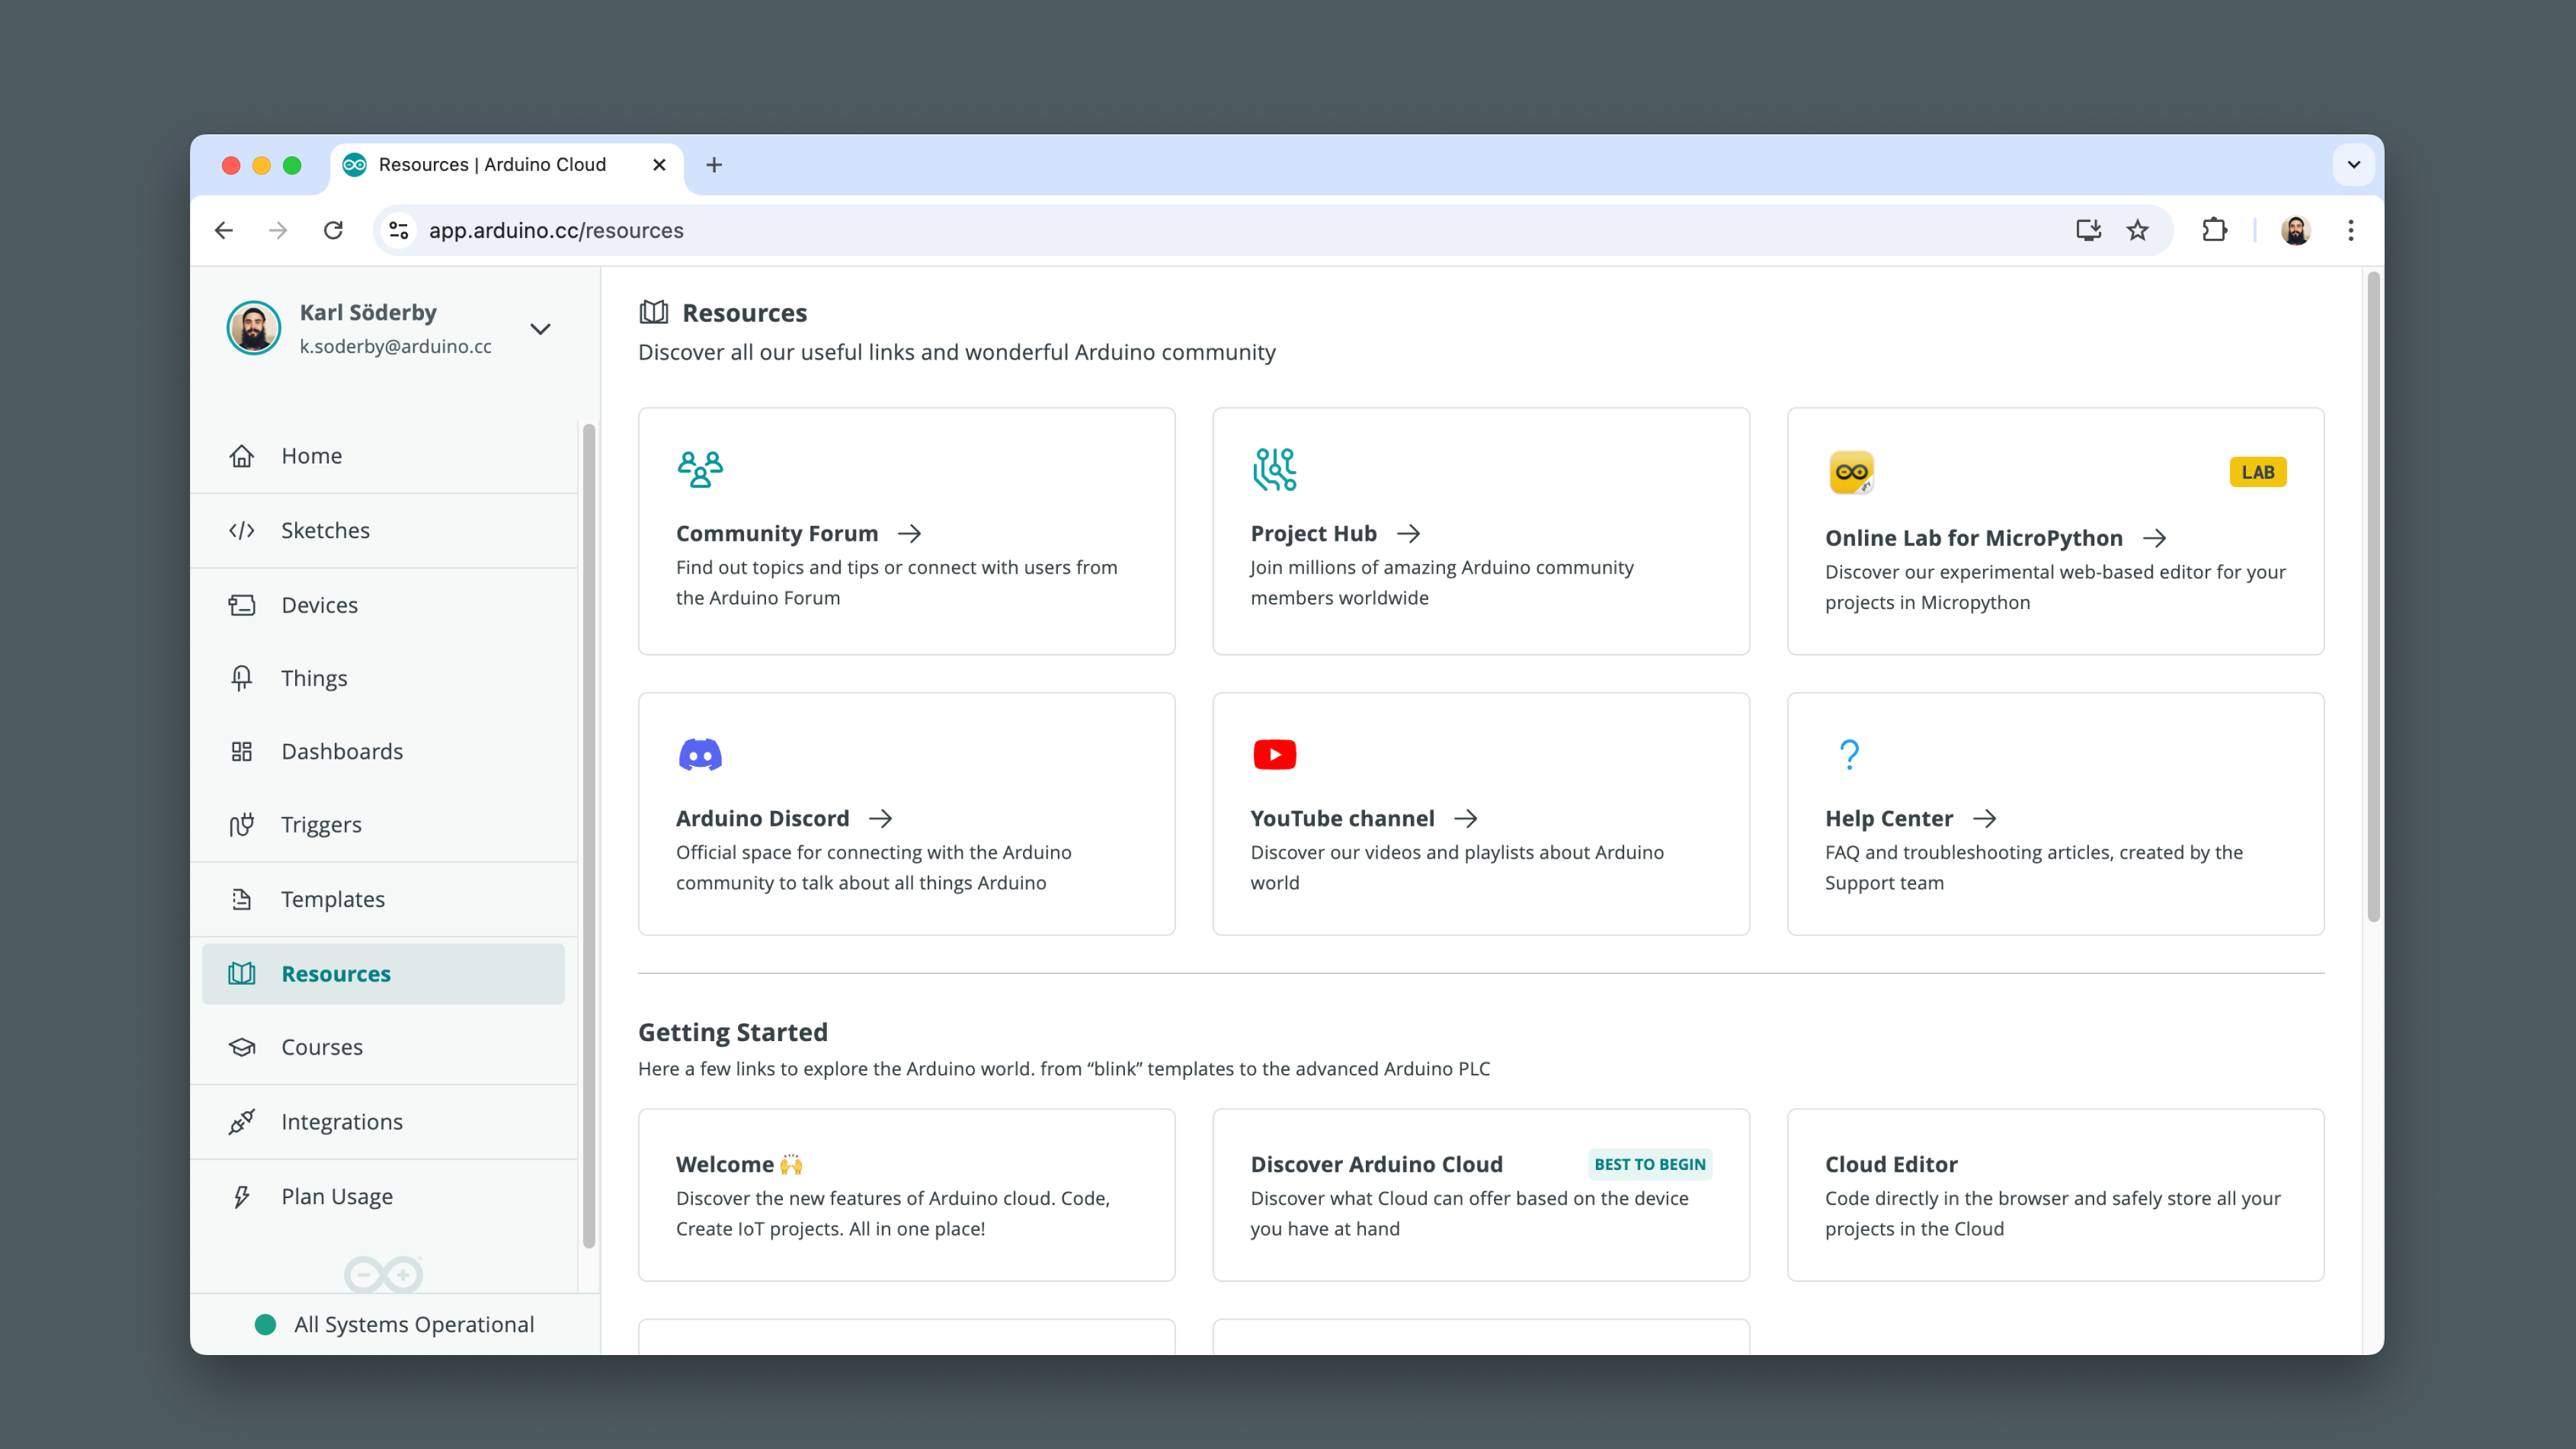 Resources | Arduino Cloud
app.arduino.cc/resources
Karl Söderby
k.soderby@arduino.cc
Home
Sketches
Devices
Things
Dashboards
Triggers
Templates
Resources
Courses
Integrations
Plan Usage
All Systems Operational
Resources
Discover all our useful links and wonderful Arduino community
Community Forum
Find out topics and tips or connect with users from
the Arduino Forum
Project Hub
Join millions of amazing Arduino community
members worldwide
LAB
Online Lab for MicroPython
Discover our experimental web-based editor for your
projects in Micropython
Arduino Discord
Official space for connecting with the Arduino
community to talk about all things Arduino
YouTube channel
Discover our videos and playlists about Arduino
world
Help Center
FAQ and troubleshooting articles, created by the
Support team
Getting Started
Here a few links to explore the Arduino world. from “blink” templates to the advanced Arduino PLC
Welcome 🙌
Discover the new features of Arduino cloud. Code,
Create IoT projects. All in one place!
Discover Arduino Cloud
BEST TO BEGIN
Discover what Cloud can offer based on the device
you have at hand
Cloud Editor
Code directly in the browser and safely store all your
projects in the Cloud